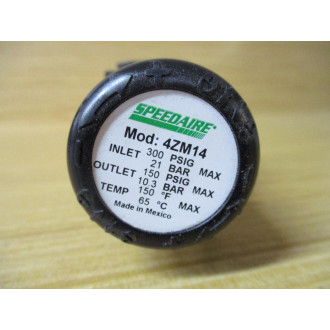 SPEEDAIRE
Mod: 4ZM14
INLET 300 PSIG
21 BAR MAX
OUTLET 150 PSIG
10.3 BAR MAX
TEMP 150 °F
65 °C MAX
Made in Mexico